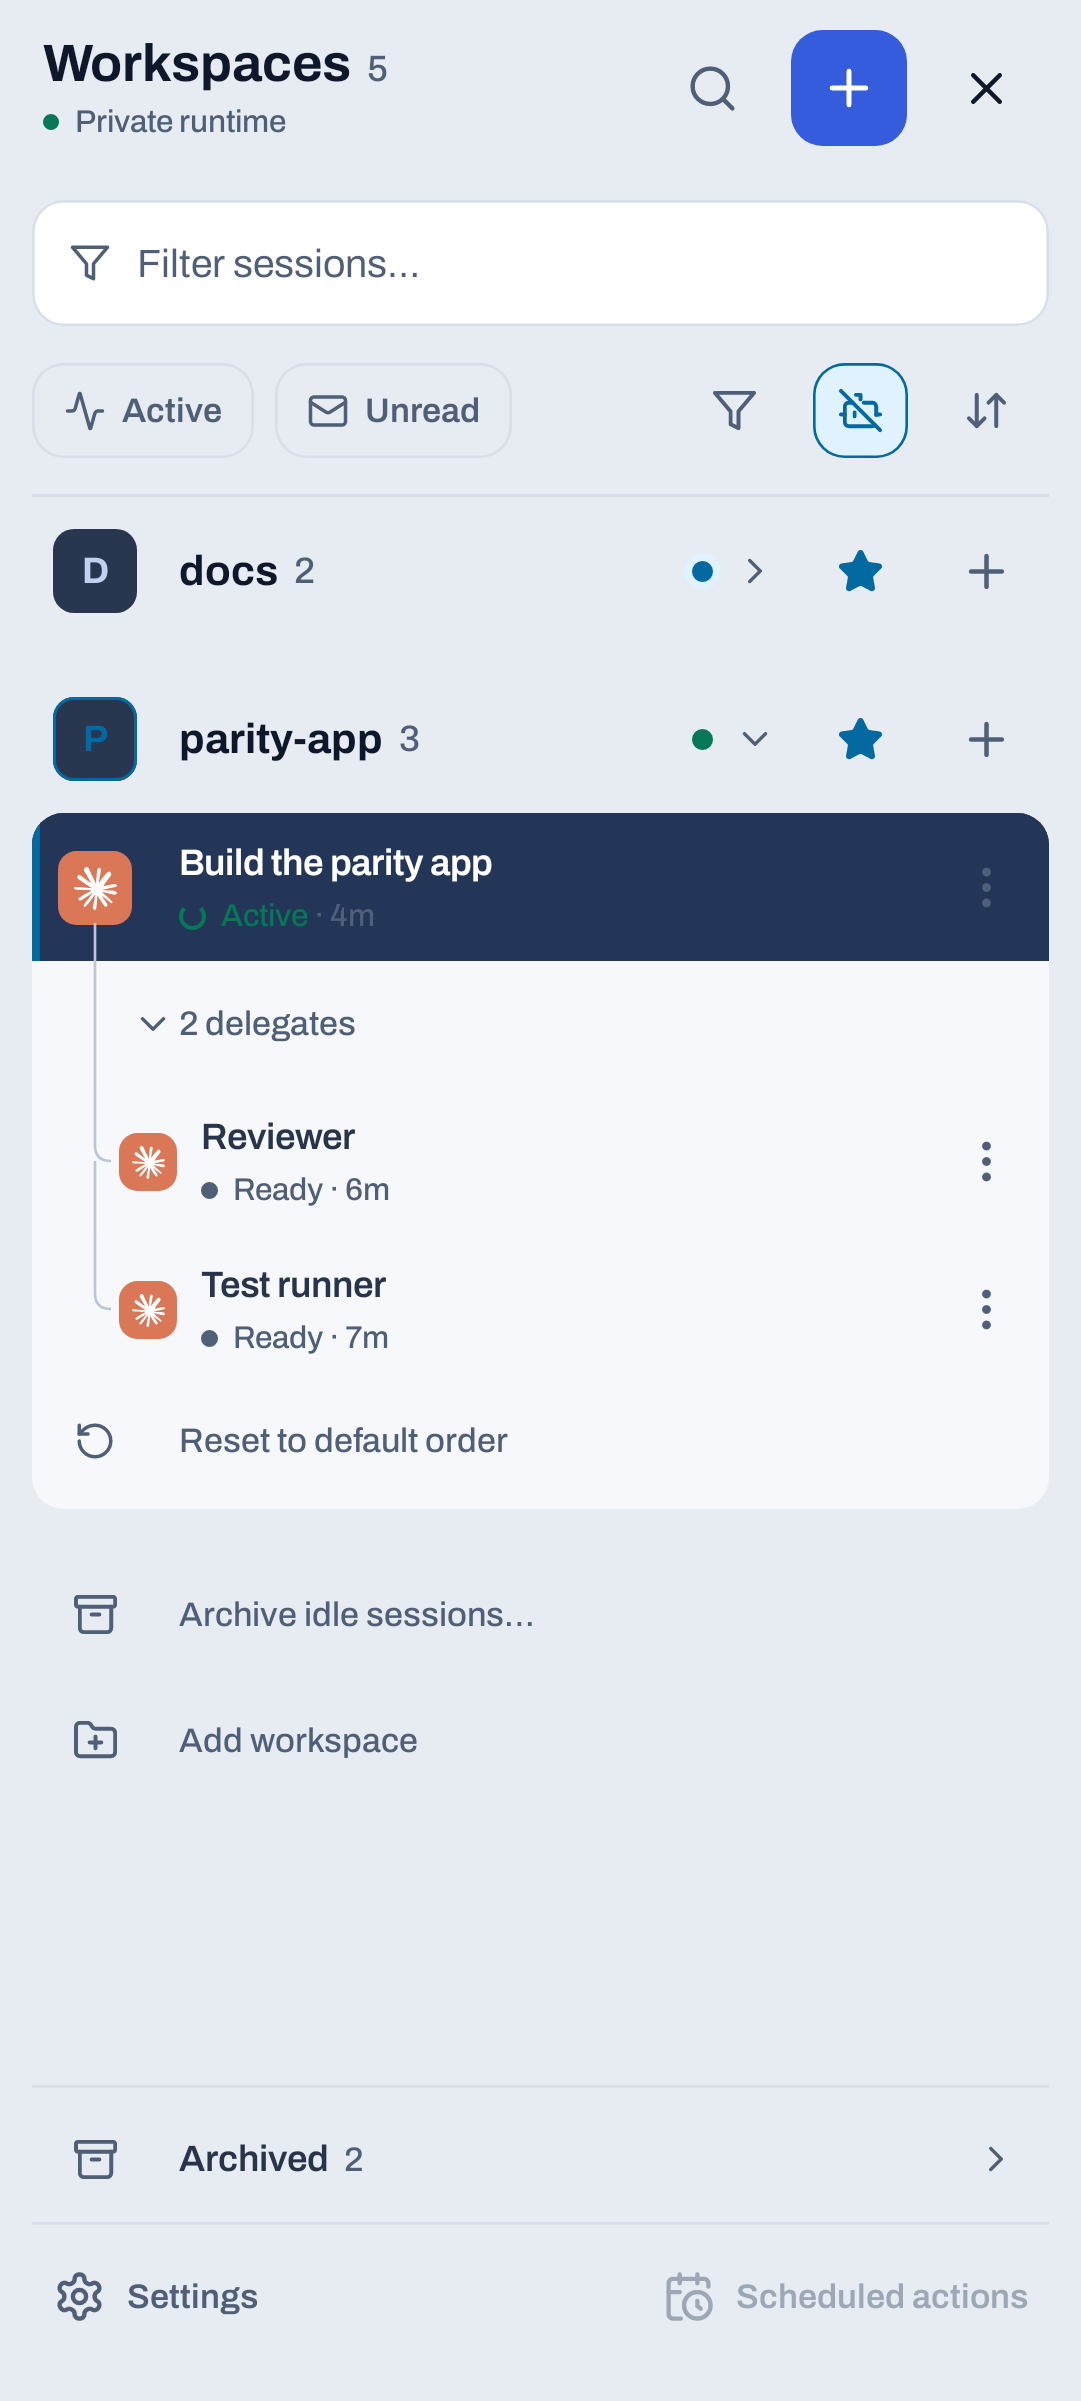 Workspaces 5
Private runtime
Filter sessions...
Active
Unread
D docs 2
P parity-app 3
Build the parity app
Active · 4m
2 delegates
Reviewer
Ready · 6m
Test runner
Ready · 7m
Reset to default order
Archive idle sessions...
Add workspace
Archived 2
Settings
Scheduled actions